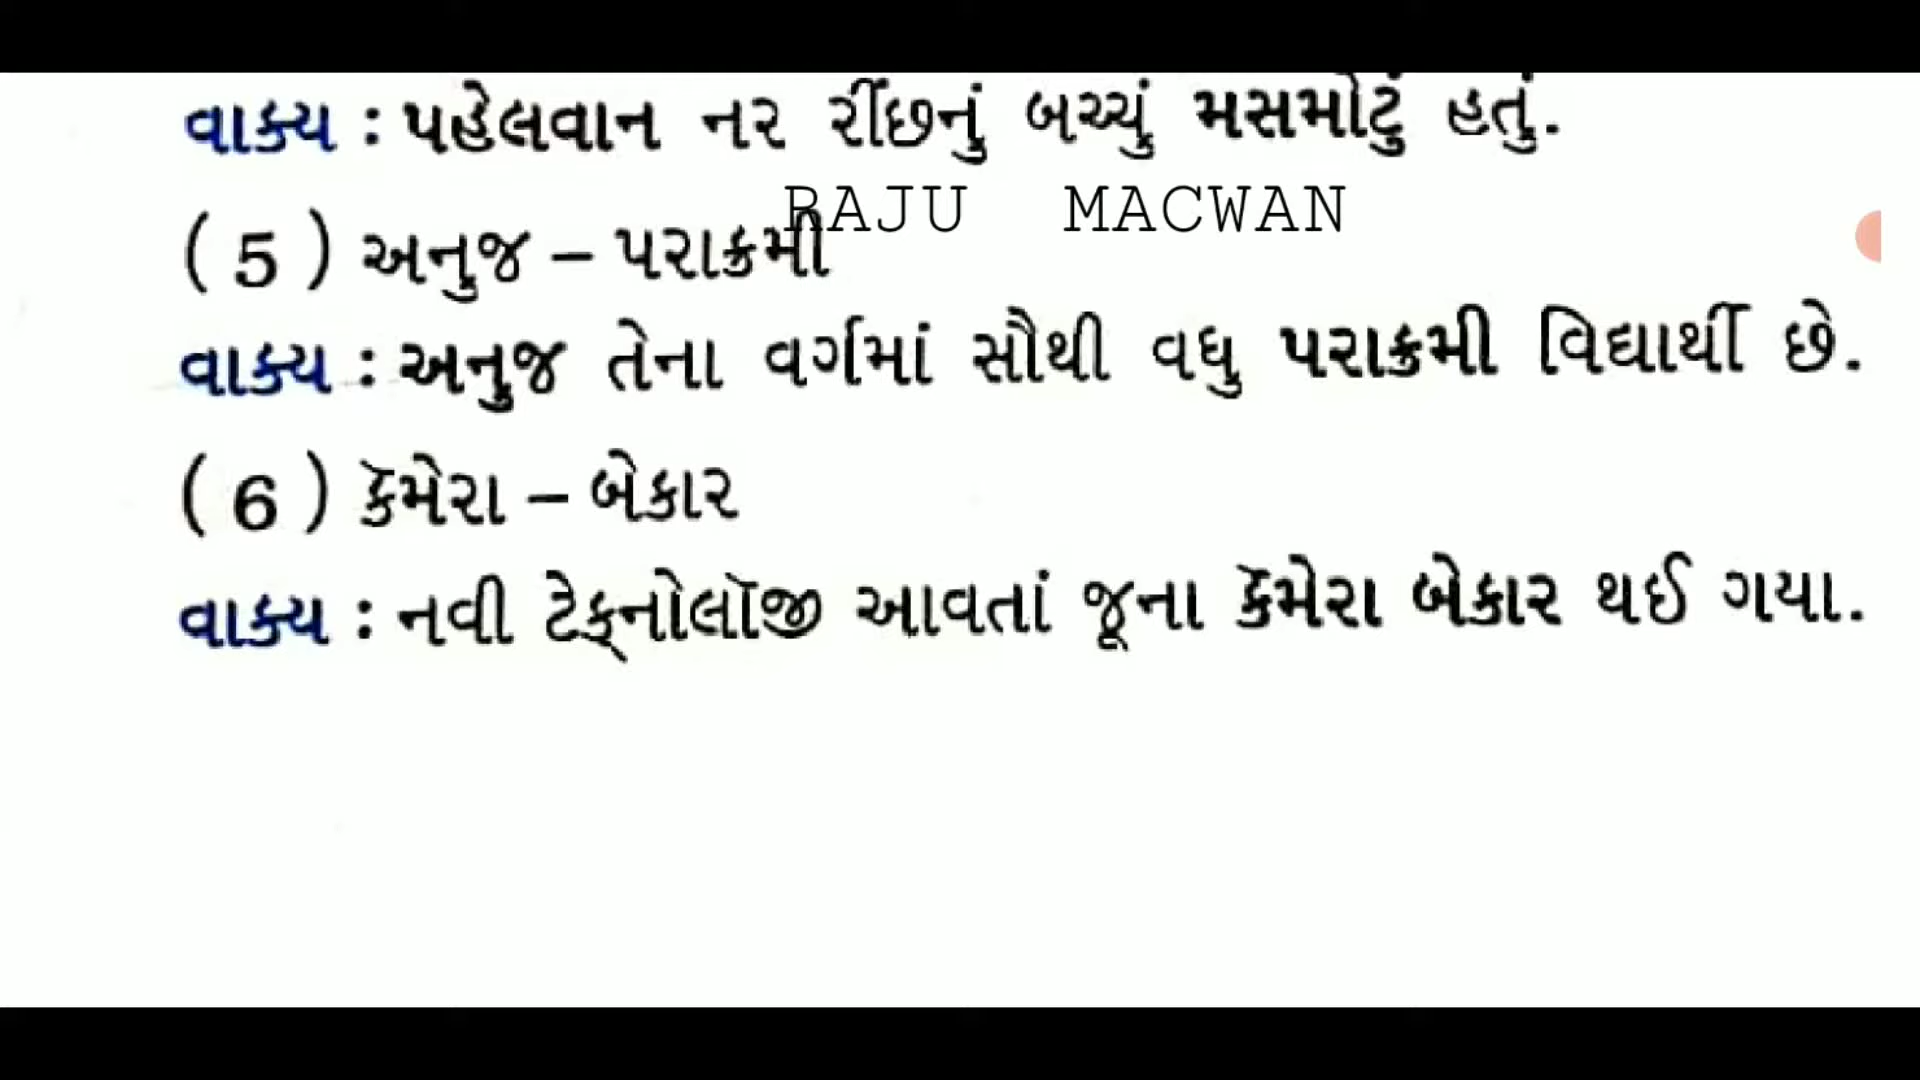 વાક્ય : પહેલવાન નર રીંછનું બચ્ચું મસમોટું હતું.
RAJU MACWAN
( 5 ) અનુજ – પરાક્રમી
વાક્ય : અનુજ તેના વર્ગમાં સૌથી વધુ પરાક્રમી વિદ્યાર્થી છે.
( 6 ) કૅમેરા – બેકાર
વાક્ય : નવી ટેક્નોલૉજી આવતાં જૂના કૅમેરા બેકાર થઈ ગયા.